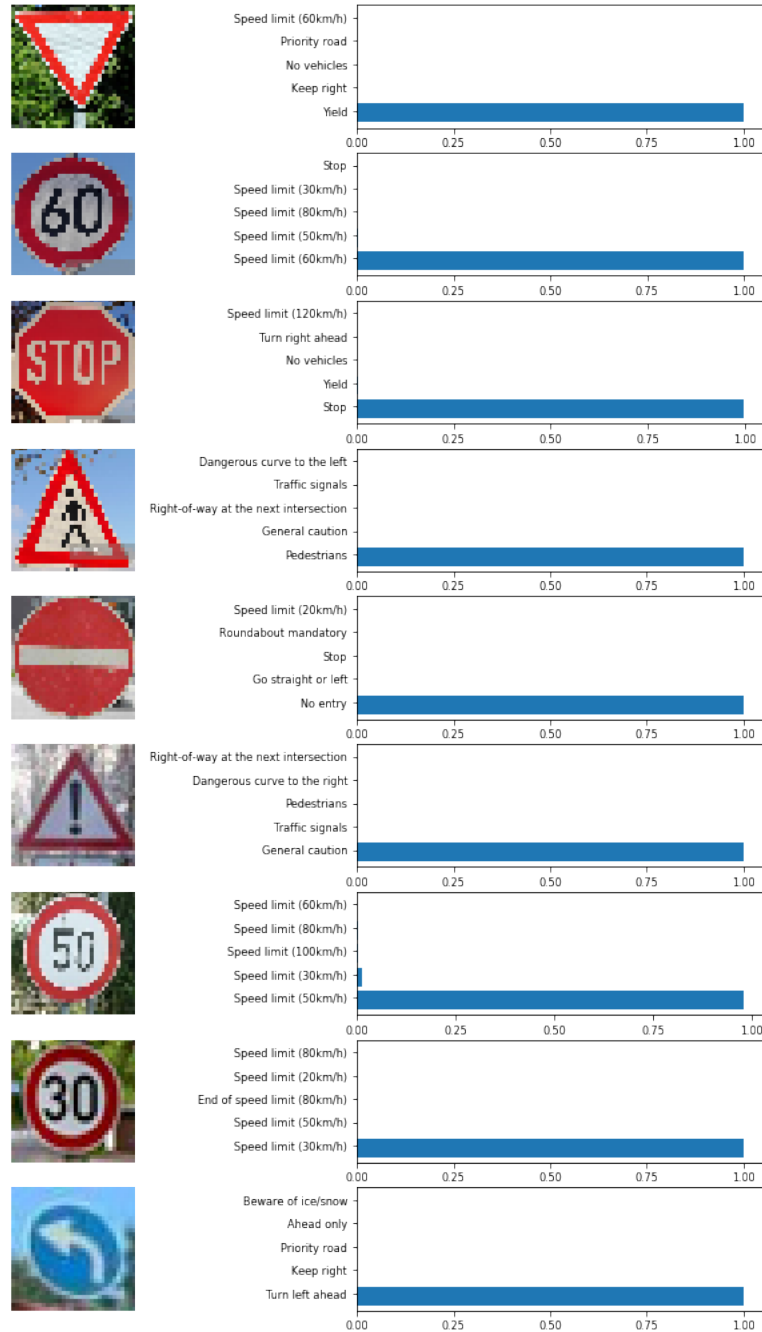 Speed limit (60km/h)
Priority road
No vehicles
Keep right
Yield
0.00 0.25 0.50 0.75 1.00
60
Stop
Speed limit (30km/h)
Speed limit (80km/h)
Speed limit (50km/h)
Speed limit (60km/h)
0.00 0.25 0.50 0.75 1.00
STOP
Speed limit (120km/h)
Turn right ahead
No vehicles
Yield
Stop
0.00 0.25 0.50 0.75 1.00
Dangerous curve to the left
Traffic signals
Right-of-way at the next intersection
General caution
Pedestrians
0.00 0.25 0.50 0.75 1.00
Speed limit (20km/h)
Roundabout mandatory
Stop
Go straight or left
No entry
0.00 0.25 0.50 0.75 1.00
!
Right-of-way at the next intersection
Dangerous curve to the right
Pedestrians
Traffic signals
General caution
0.00 0.25 0.50 0.75 1.00
50
Speed limit (60km/h)
Speed limit (80km/h)
Speed limit (100km/h)
Speed limit (30km/h)
Speed limit (50km/h)
0.00 0.25 0.50 0.75 1.00
30
Speed limit (80km/h)
Speed limit (20km/h)
End of speed limit (80km/h)
Speed limit (50km/h)
Speed limit (30km/h)
0.00 0.25 0.50 0.75 1.00
Beware of ice/snow
Ahead only
Priority road
Keep right
Turn left ahead
0.00 0.25 0.50 0.75 1.00